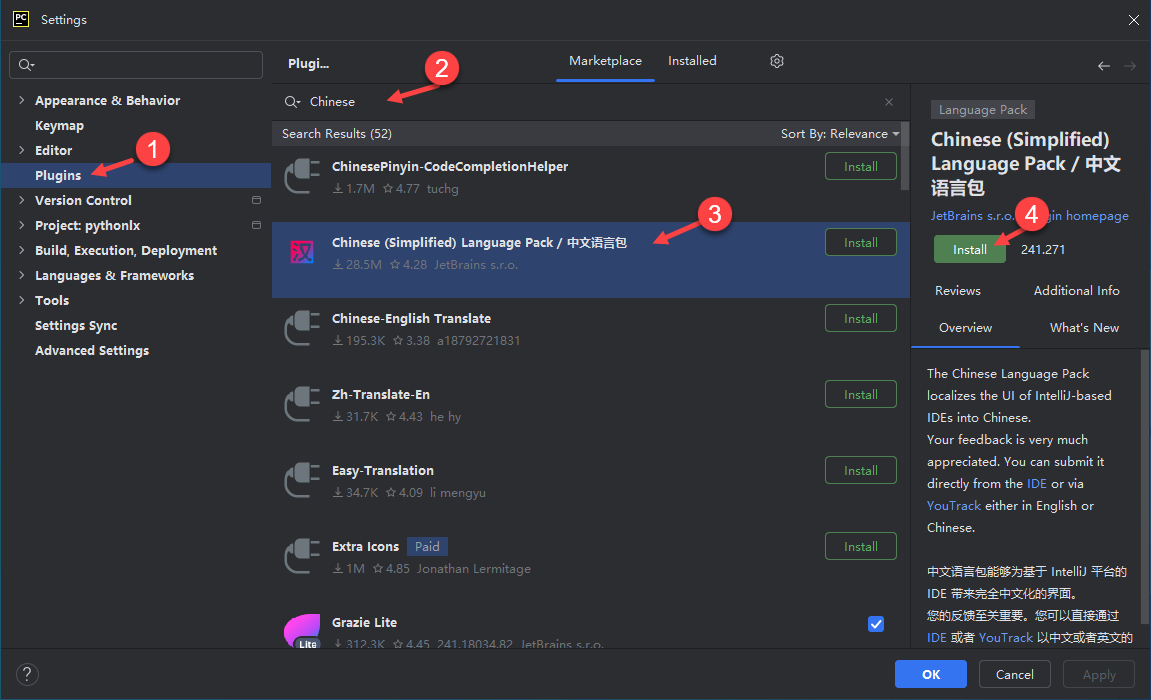 PC
Settings
Appearance & Behavior
Keymap
Editor
1
Plugins
Version Control
Project: pythonlx
Build, Execution, Deployment
Languages & Frameworks
Tools
Settings Sync
Advanced Settings
Plugi...
Marketplace
Installed
2
Chinese
Search Results (52)
Sort By: Relevance
ChinesePinyin-CodeCompletionHelper
Install
1.7M 4.77 tuchg
3
汉
Chinese (Simplified) Language Pack / 中文语言包
Install
28.5M 4.28 JetBrains s.r.o.
Chinese-English Translate
Install
195.3K 3.38 a18792721831
Zh-Translate-En
Install
31.7K 4.43 he hy
Easy-Translation
Install
34.7K 4.09 li mengyu
Extra Icons Paid
Install
1M 4.85 Jonathan Lermitage
Grazie Lite
Lite
312.3K 4.45 241.18034.82 JetBrains s.r.o.
Language Pack
Chinese (Simplified)
Language Pack / 中文
语言包
JetBrains s.r.o. homepage
4
Install 241.271
Reviews
Additional Info
Overview
What's New
The Chinese Language Pack
localizes the UI of IntelliJ-based
IDEs into Chinese.
Your feedback is very much
appreciated. You can submit it
directly from the IDE or via
YouTrack either in English or
Chinese.
中文语言包能够为基于 IntelliJ 平台的
IDE 带来完全中文化的界面。
您的反馈至关重要。您可以直接通过
IDE 或者 YouTrack 以中文或者英文的
?
OK
Cancel
Apply